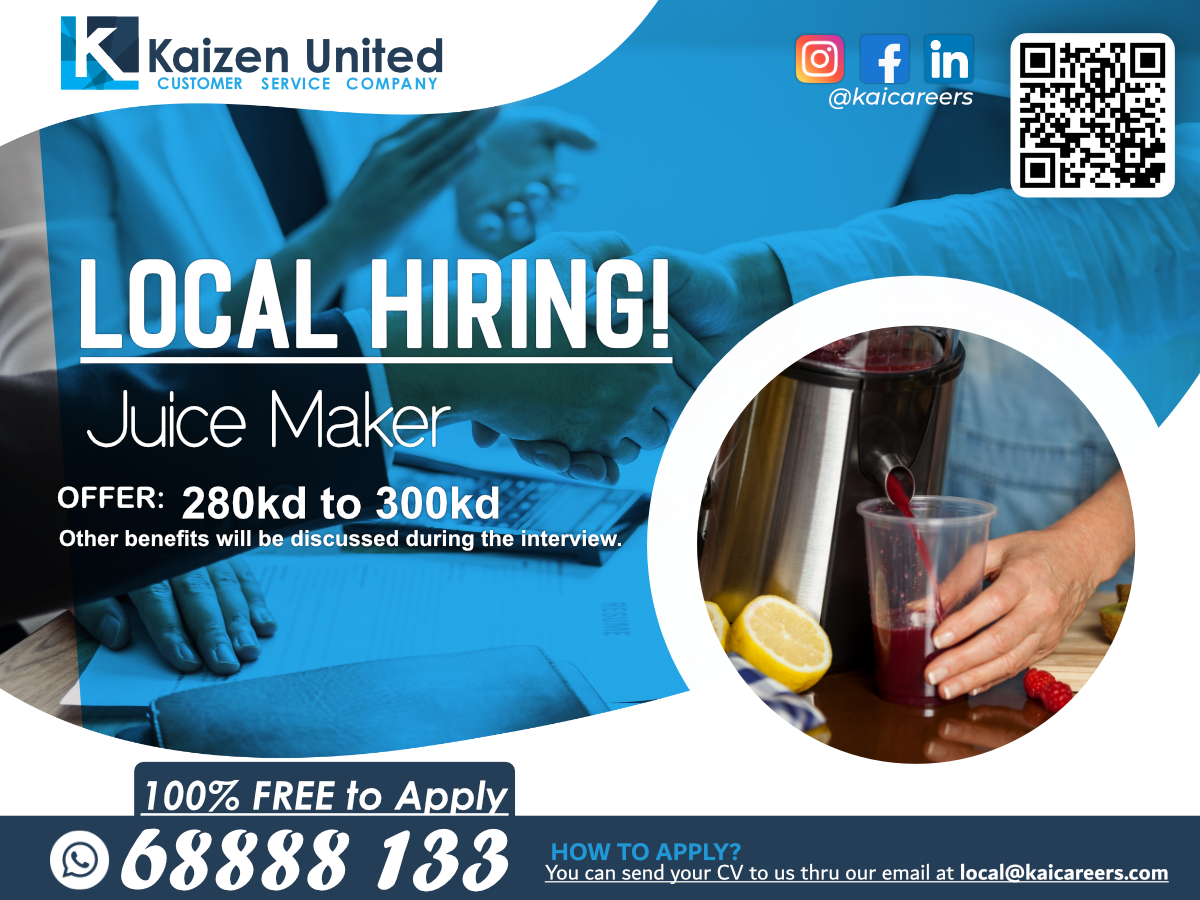 K
Kaizen United
CUSTOMER SERVICE COMPANY
in
@kaicareers
LOCAL HIRING!
Juice Maker
OFFER: 280kd to 300kd
Other benefits will be discussed during the interview.
RESUME
100% FREE to Apply
68888 133
HOW TO APPLY?
You can send your CV to us thru our email at local@kaicareers.com